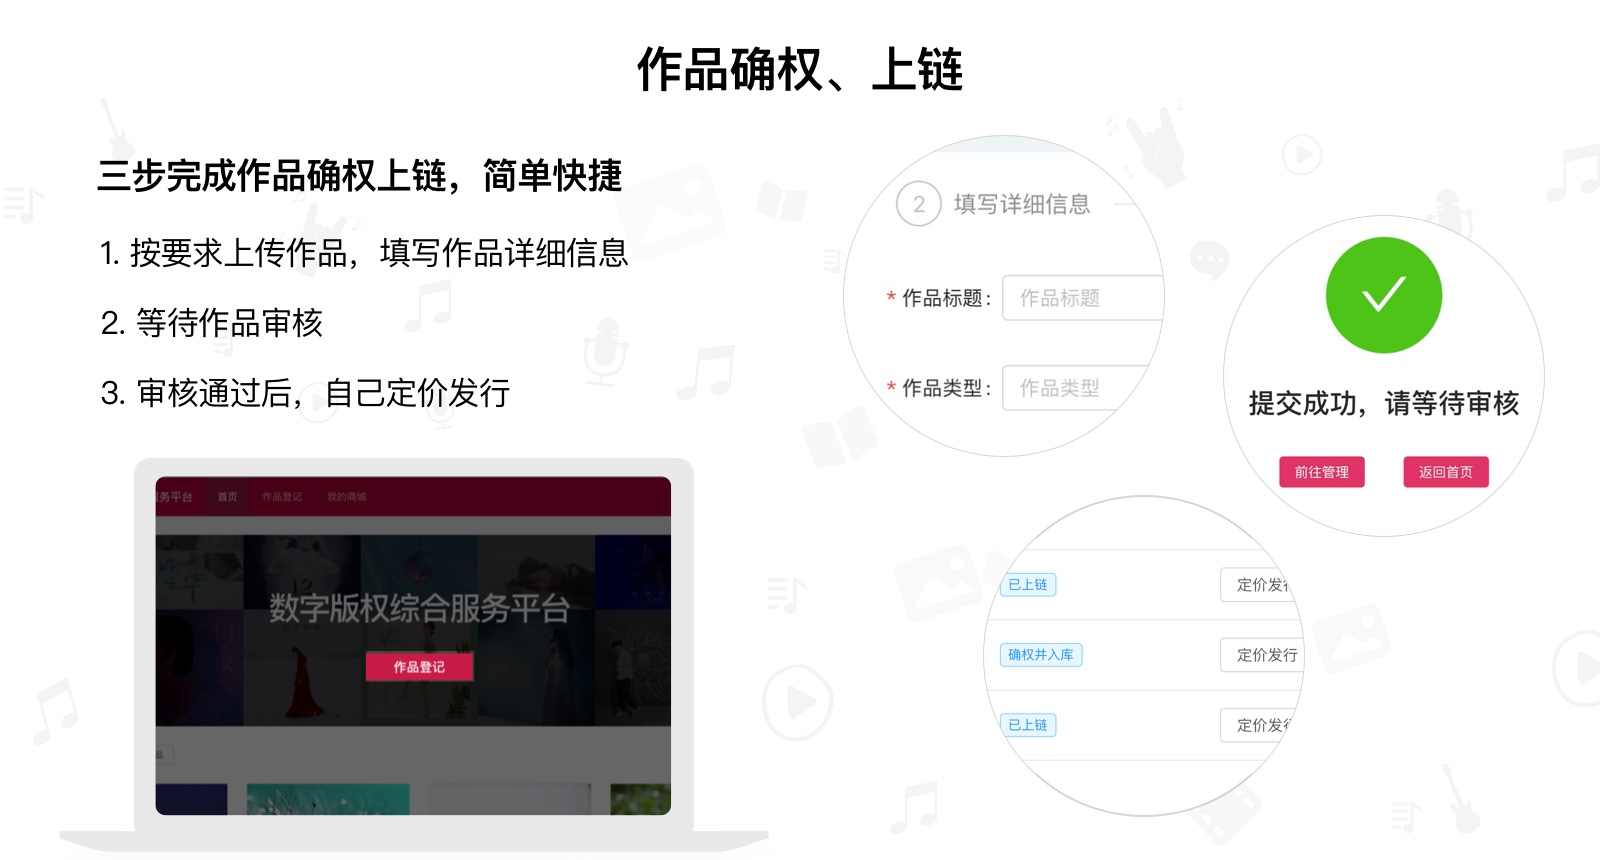 作品确权、上链
三步完成作品确权上链，简单快捷
1. 按要求上传作品，填写作品详细信息
2. 等待作品审核
3. 审核通过后，自己定价发行
务平台 首页 作品登记 我的商城
数字版权综合服务平台
作品登记
品
2 填写详细信息
* 作品标题： 作品标题
* 作品类型： 作品类型
提交成功，请等待审核
前往管理 返回首页
已上链 定价发行
确权并入库 定价发行
已上链 定价发行